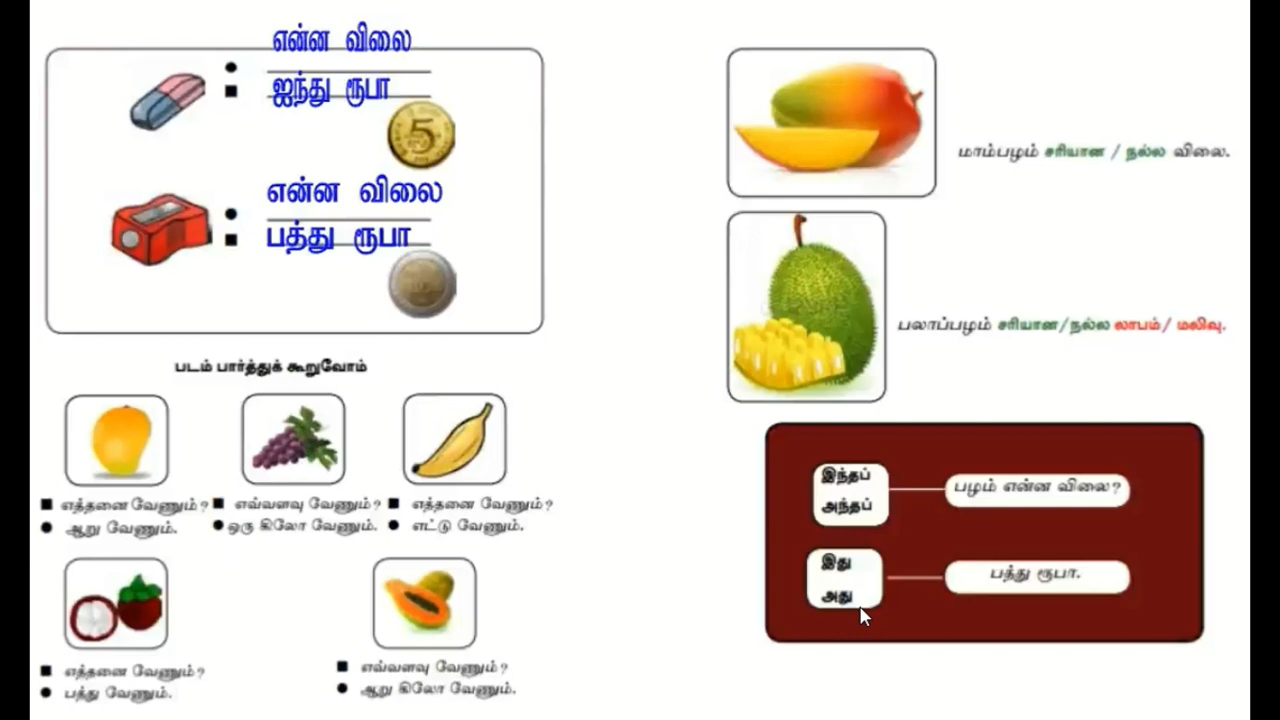 என்ன விலை
ஐந்து ரூபா
5
என்ன விலை
பத்து ரூபா
படம் பார்த்துக் கூறுவோம்
எத்தனை வேணும்?
ஆறு வேணும்.
எவ்வளவு வேணும்?
ஒரு கிலோ வேணும்.
எத்தனை வேணும்?
எட்டு வேணும்.
எத்தனை வேணும்?
பத்து வேணும்.
எவ்வளவு வேணும்?
ஆறு கிலோ வேணும்.
மாம்பழம் சரியான / நல்ல விலை.
பலாப்பழம் சரியான/நல்ல லாபம்/ மலிவு.
இந்தப்
அந்தப்
பழம் என்ன விலை?
இது
அது
பத்து ரூபா.